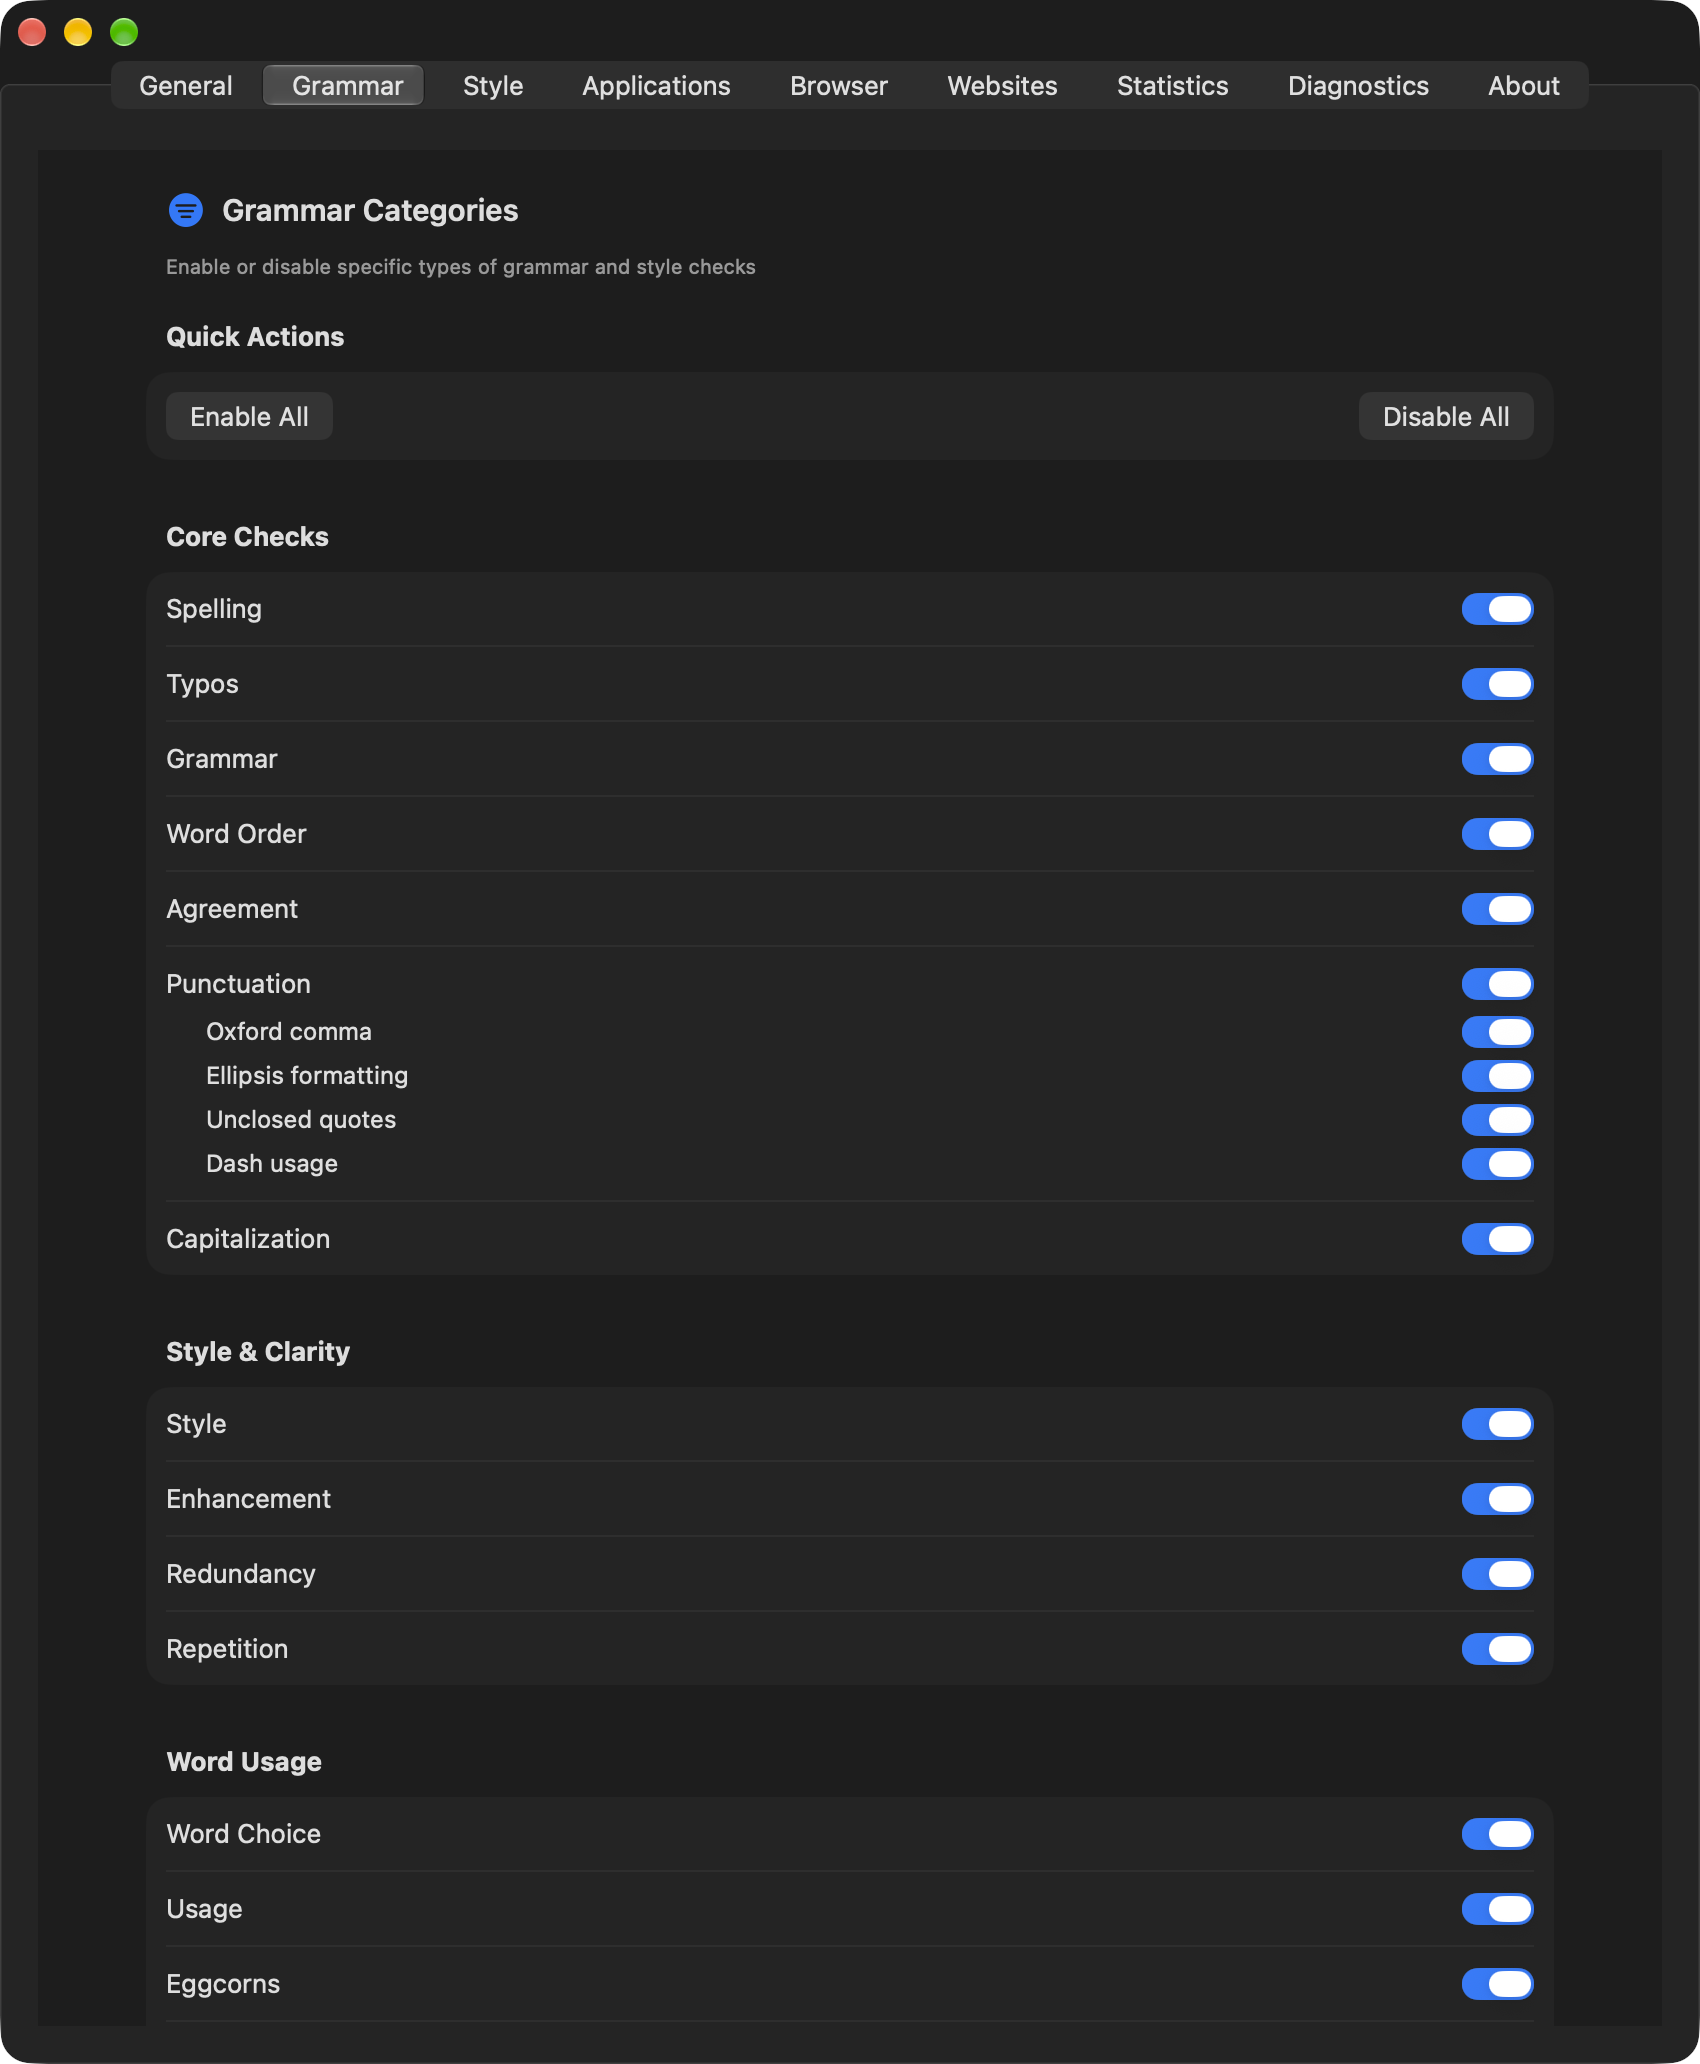 General Grammar Style Applications Browser Websites Statistics Diagnostics About
Grammar Categories
Enable or disable specific types of grammar and style checks
Quick Actions
Enable All Disable All
Core Checks
Spelling
Typos
Grammar
Word Order
Agreement
Punctuation
Oxford comma
Ellipsis formatting
Unclosed quotes
Dash usage
Capitalization
Style & Clarity
Style
Enhancement
Redundancy
Repetition
Word Usage
Word Choice
Usage
Eggcorns